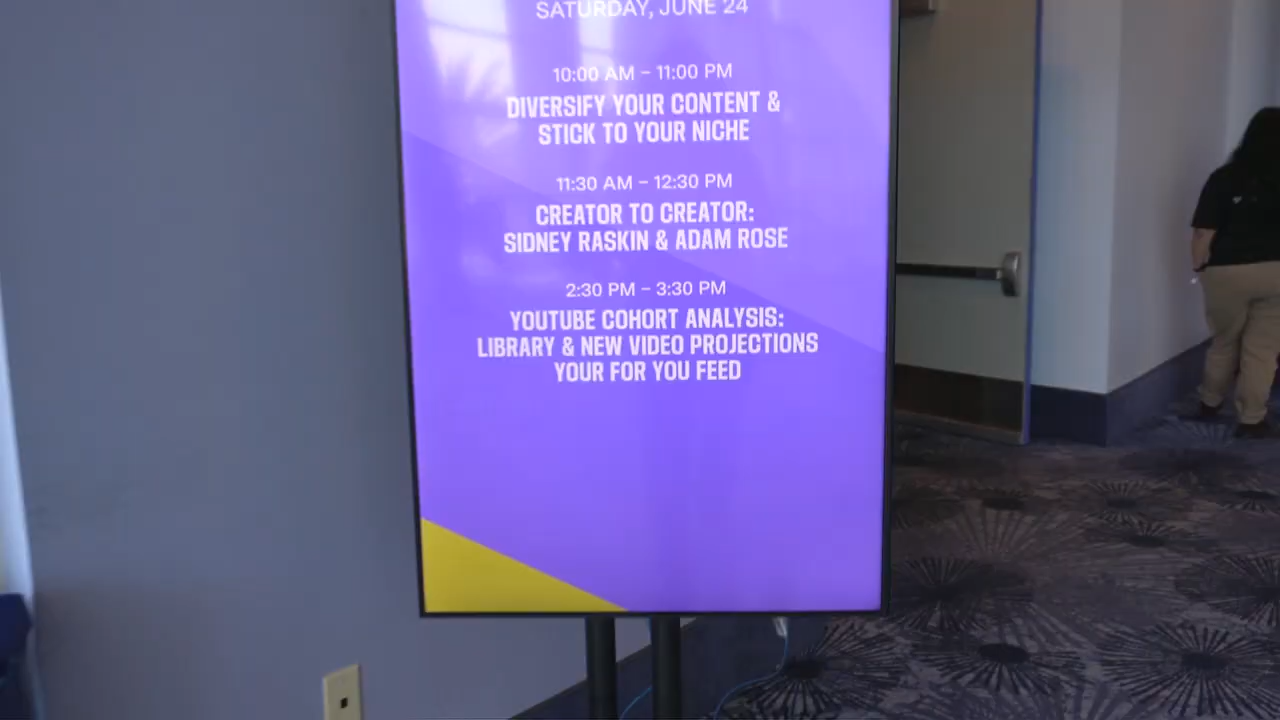 SATURDAY, JUNE 24
10:00 AM – 11:00 PM
DIVERSIFY YOUR CONTENT &
STICK TO YOUR NICHE
11:30 AM – 12:30 PM
CREATOR TO CREATOR:
SIDNEY RASKIN & ADAM ROSE
2:30 PM – 3:30 PM
YOUTUBE COHORT ANALYSIS:
LIBRARY & NEW VIDEO PROJECTIONS
YOUR FOR YOU FEED